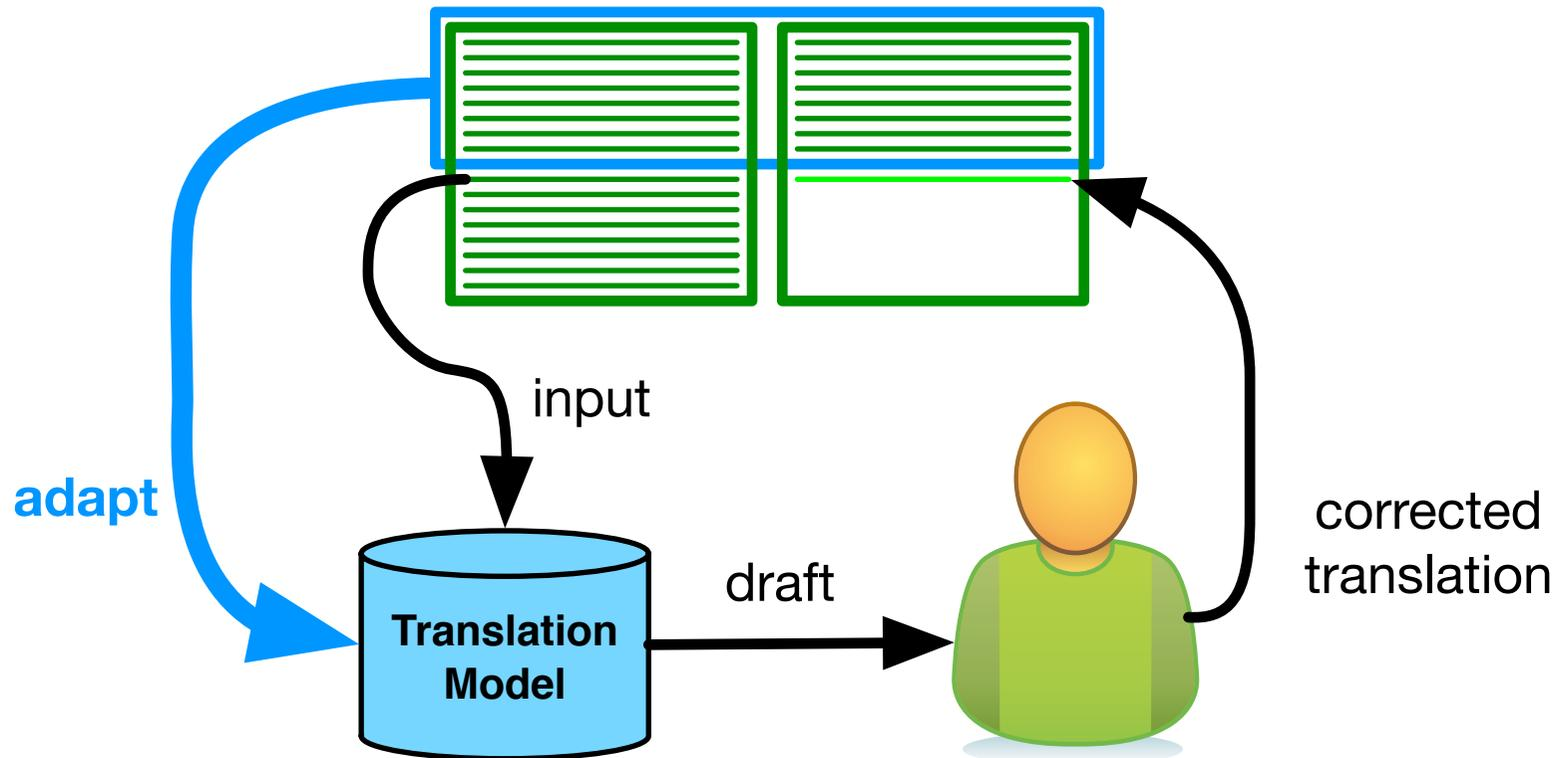 input
adapt
corrected
translation
draft
Translation
Model